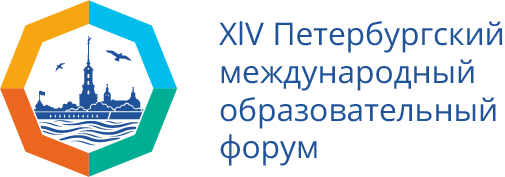 XIV Петербургский
международный
образовательный
форум